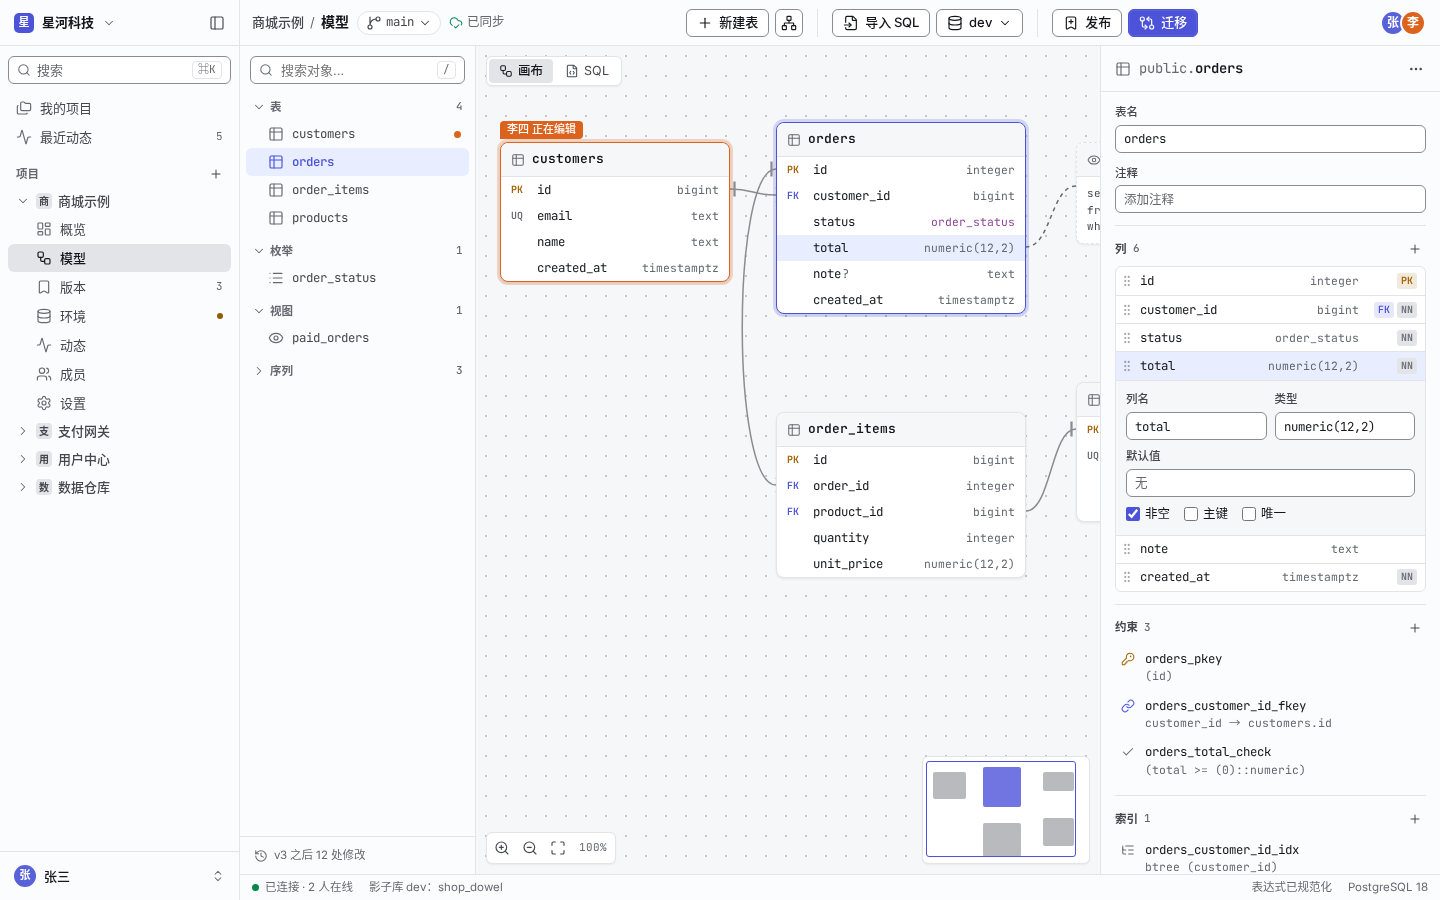 星 星河科技
搜索 ⌘K
我的项目
最近动态 5
项目
商 商城示例
概览
模型
版本 3
环境
动态
成员
设置
支 支付网关
用 用户中心
数 数据仓库
张 张三
商城示例 / 模型 main 已同步
新建表 导入 SQL dev 发布 迁移
张 李
搜索对象... /
表 4
customers
orders
order_items
products
枚举 1
order_status
视图 1
paid_orders
序列 3
v3 之后 12 处修改
画布 SQL
李四 正在编辑
customers
PK id bigint
UQ email text
name text
created_at timestamptz
orders
PK id integer
FK customer_id bigint
status order_status
total numeric(12,2)
note? text
created_at timestamptz
se
fr
wh
order_items
PK id bigint
FK order_id integer
FK product_id bigint
quantity integer
unit_price numeric(12,2)
PK
UQ
100%
public.orders
表名
orders
注释
添加注释
列 6
id integer PK
customer_id bigint FK NN
status order_status NN
total numeric(12,2) NN
列名 类型
total numeric(12,2)
默认值
无
非空 主键 唯一
note text
created_at timestamptz NN
约束 3
orders_pkey
(id)
orders_customer_id_fkey
customer_id → customers.id
orders_total_check
(total >= (0)::numeric)
索引 1
orders_customer_id_idx
btree (customer_id)
已连接 · 2 人在线 影子库 dev: shop_dowel
表达式已规范化 PostgreSQL 18